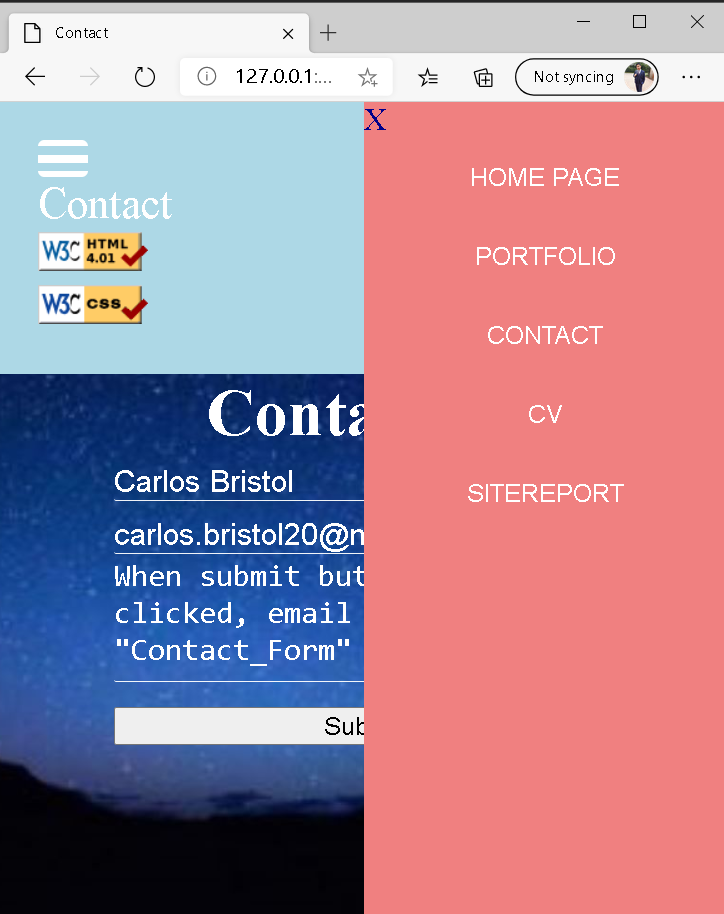 Contact
127.0.0.1:...
Not syncing
X
HOME PAGE
PORTFOLIO
CONTACT
CV
SITEREPORT
Contact
W3C HTML 4.01
W3C css
Conta
Carlos Bristol
carlos.bristol20@
When submit but
clicked, email
"Contact_Form"
Sub